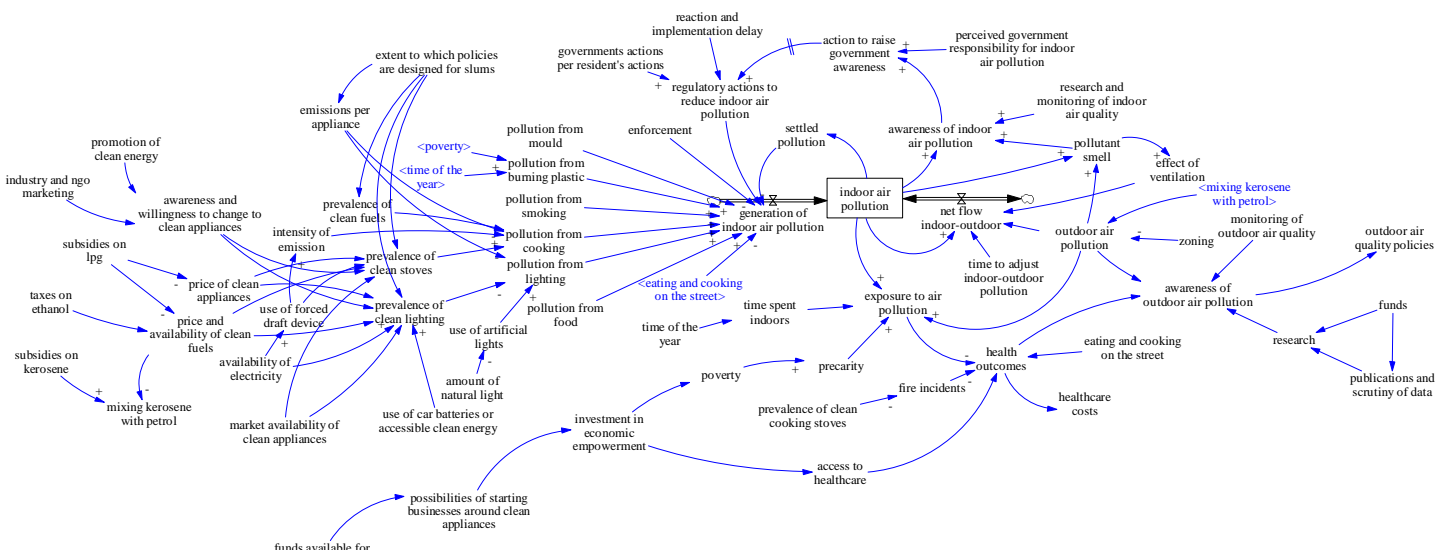 reaction and
implementation delay
extent to which policies
are designed for slums
governments actions
per resident's actions
action to raise
government
awareness
perceived government
responsibility for indoor
air pollution
regulatory actions to
reduce indoor air
pollution
emissions per
appliance
research and
monitoring of indoor
air quality
promotion of
clean energy
pollution from
mould
enforcement
settled
pollution
awareness of indoor
air pollution
pollutant
smell
<poverty>
<time of the
year>
pollution from
burning plastic
effect of
ventilation
industry and ngo
marketing
awareness and
willingness to change to
clean appliances
prevalence of
clean fuels
pollution from
smoking
generation of
indoor air pollution
indoor air
pollution
net flow
indoor-outdoor
<mixing kerosene
with petrol>
monitoring of
outdoor air quality
outdoor air
quality policies
subsidies on
lpg
intensity of
emission
pollution from
cooking
outdoor air
pollution
zoning
prevalence of
clean stoves
pollution from
lighting
price of clean
appliances
<eating and cooking
on the street>
time to adjust
indoor-outdoor
pollution
awareness of
outdoor air pollution
taxes on
ethanol
use of forced
draft device
prevalence of
clean lighting
pollution from
food
time spent
indoors
exposure to air
pollution
funds
price and
availability of clean
fuels
use of artificial
lights
time of the
year
research
subsidies on
kerosene
availability of
electricity
amount of
natural light
poverty
precarity
health
outcomes
eating and cooking
on the street
mixing kerosene
with petrol
market availability of
clean appliances
use of car batteries or
accessible clean energy
fire incidents
publications and
scrutiny of data
prevalence of clean
cooking stoves
healthcare
costs
investment in
economic
empowerment
access to
healthcare
possibilities of starting
businesses around clean
appliances
funds available for